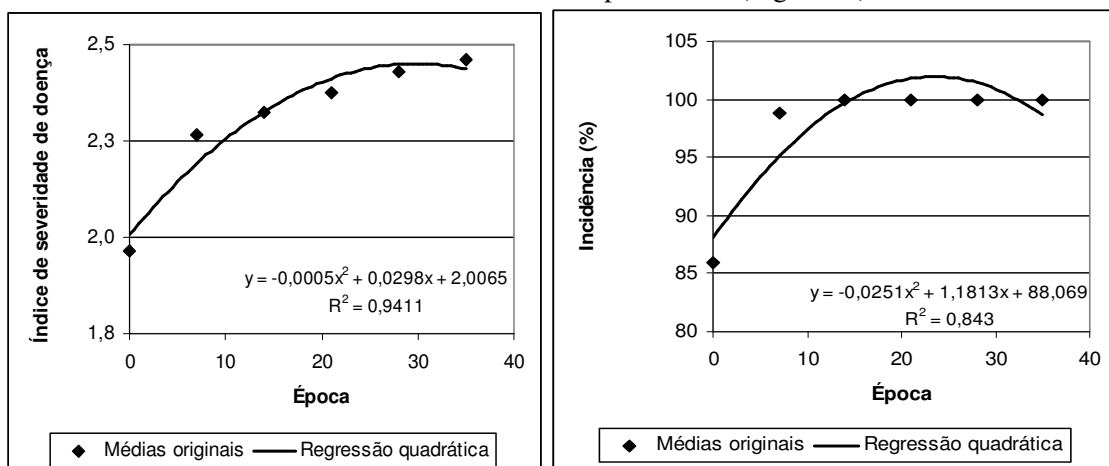 Índice de severidade de doença
2,5
2,3
2,0
1,8
0 10 20 30 40
y = -0,0005x² + 0,0298x + 2,0065
R² = 0,9411
Época
Médias originais Regressão quadrática
Incidência (%)
105
100
95
90
85
80
0 10 20 30 40
y = -0,0251x² + 1,1813x + 88,069
R² = 0,843
Época
Médias originais Regressão quadrática